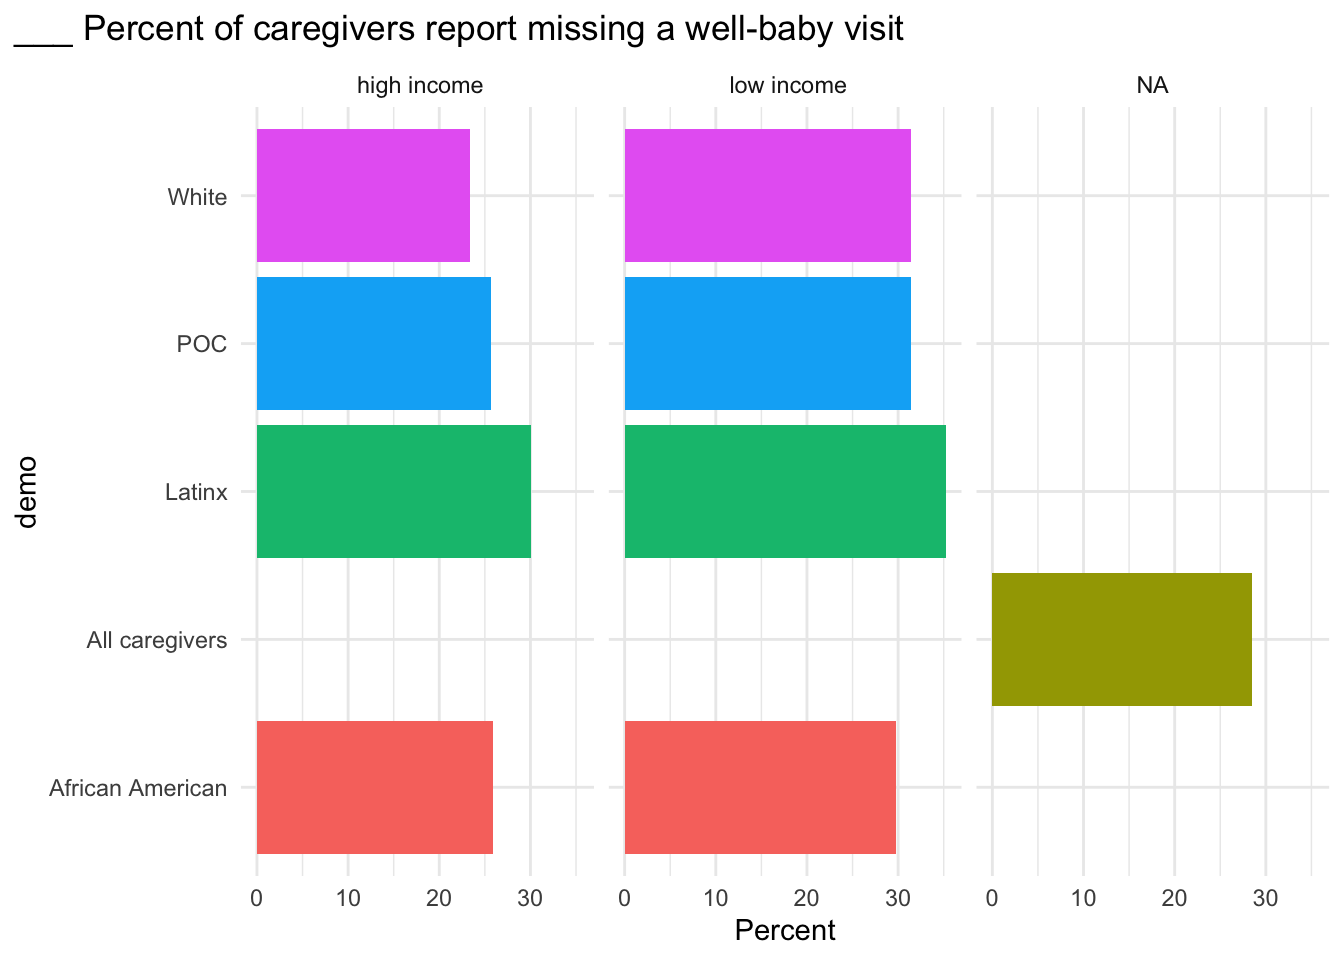 ___ Percent of caregivers report missing a well-baby visit
high income low income NA
White
POC
Latinx
All caregivers
African American
demo
0 10 20 30 0 10 20 30 0 10 20 30
Percent